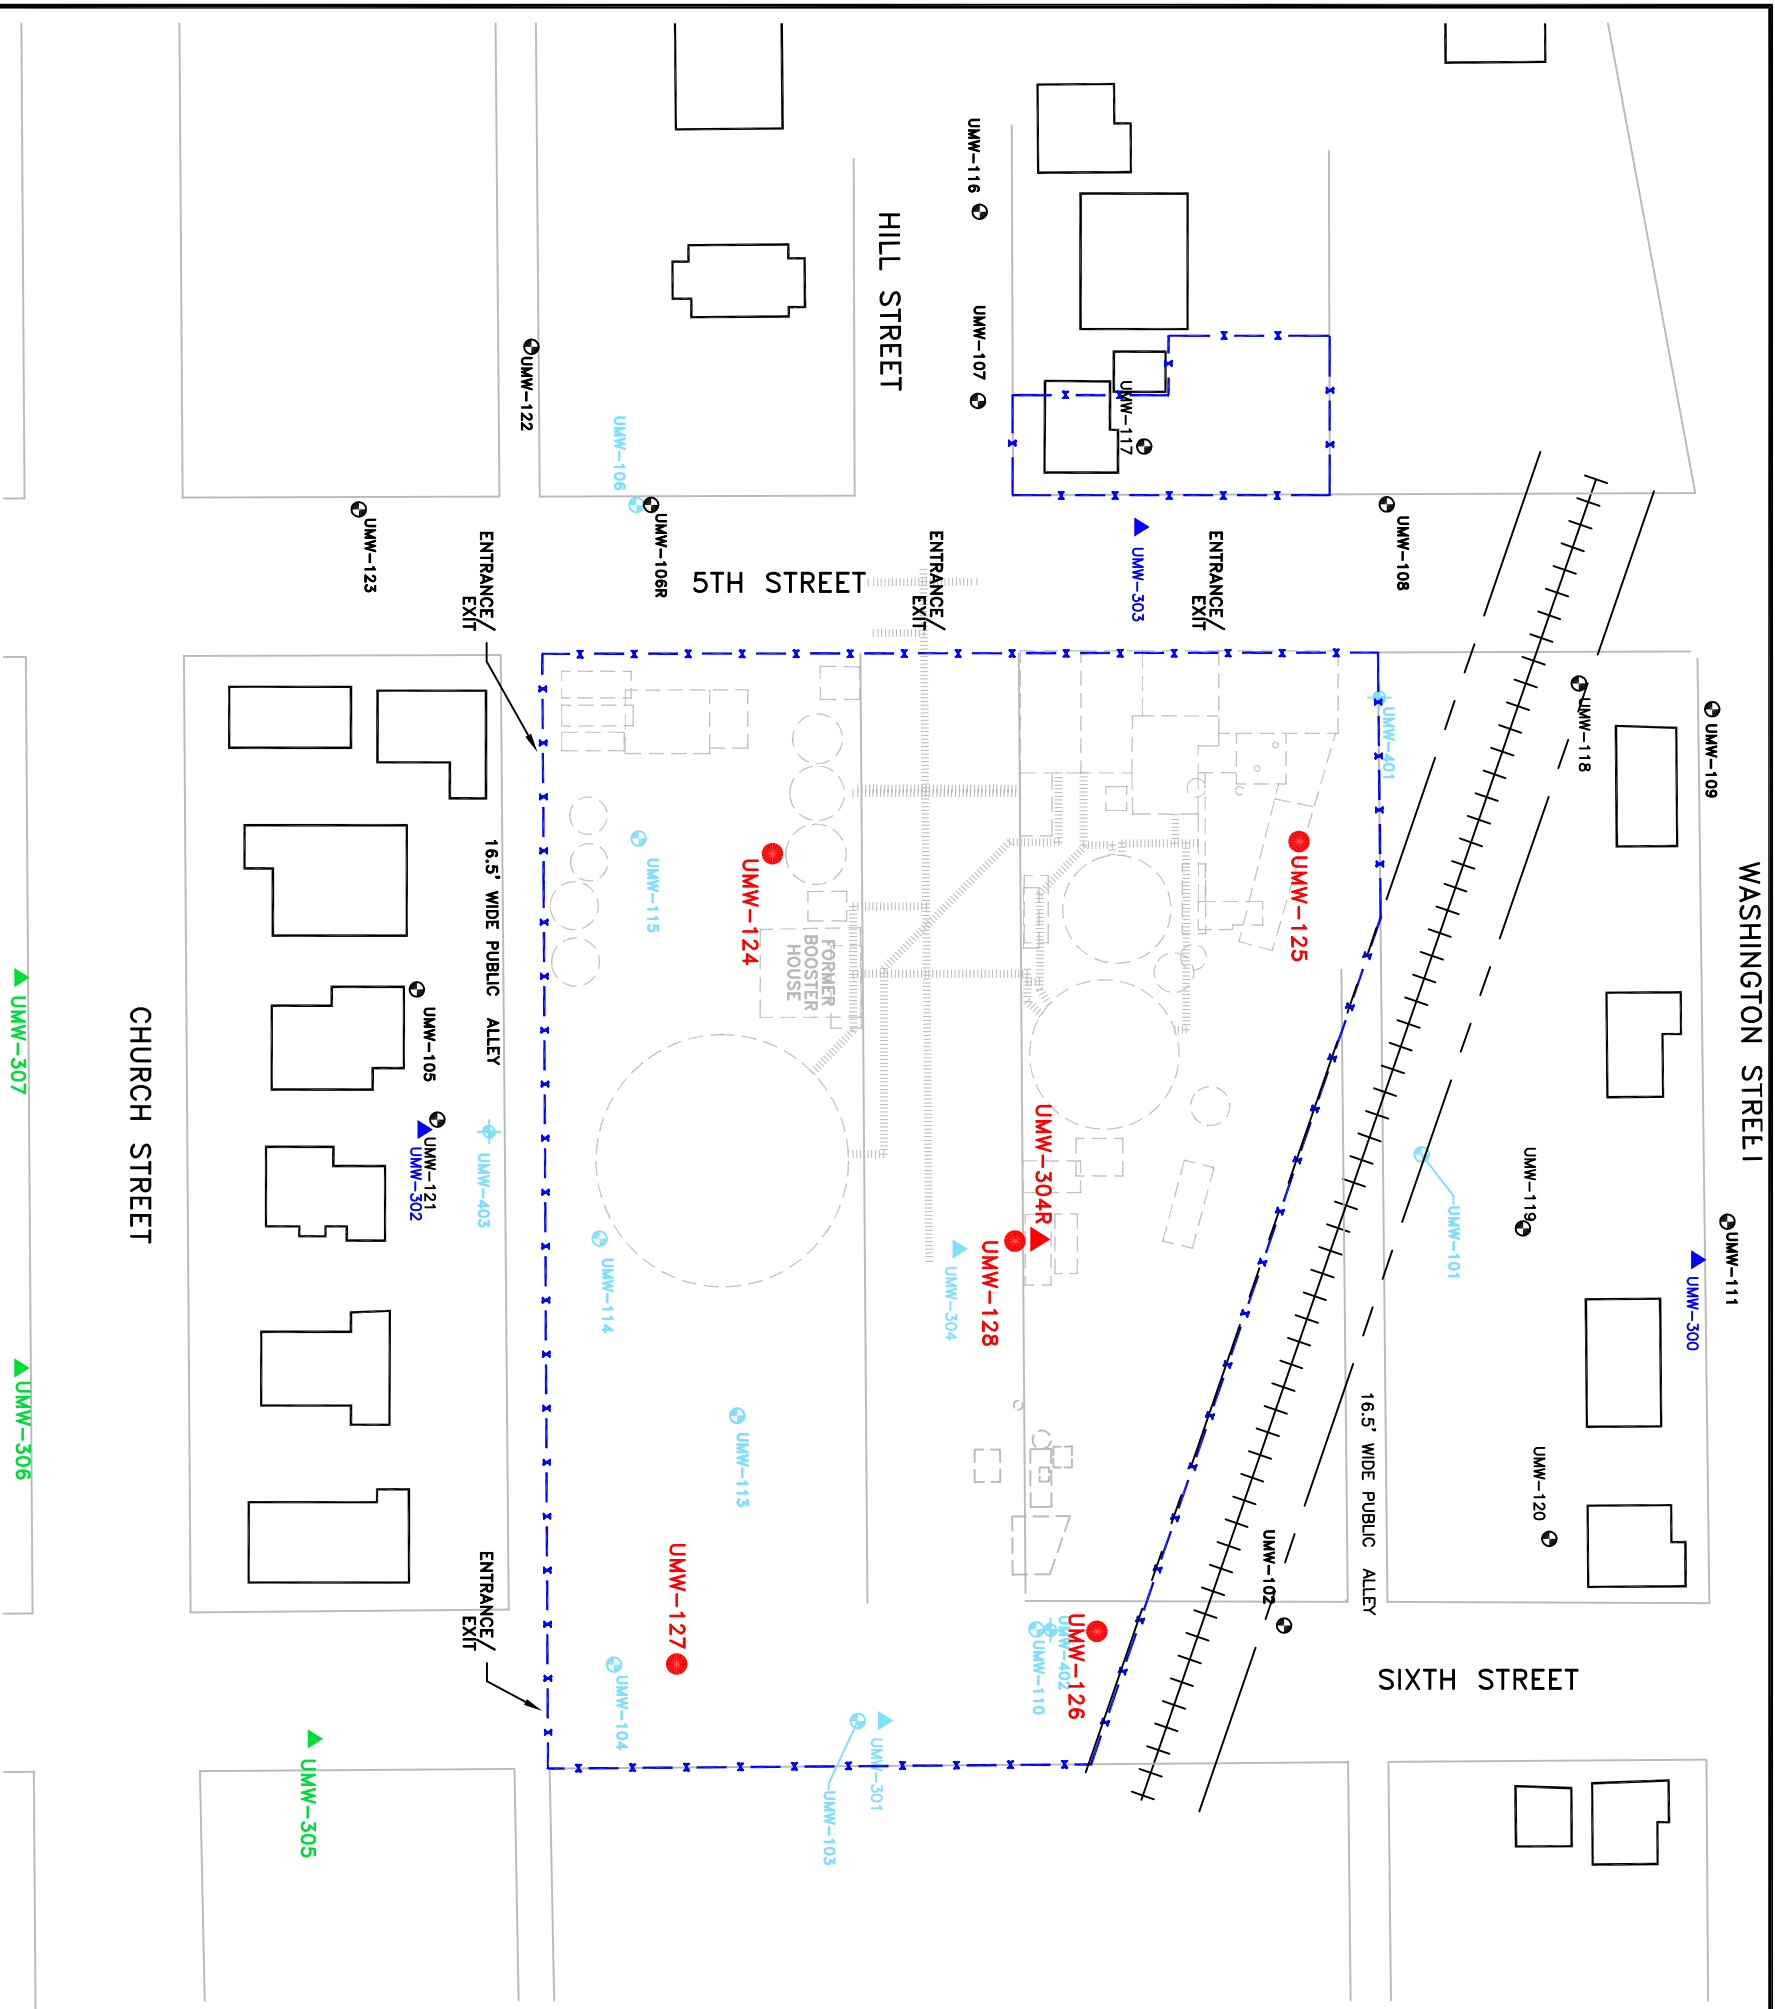 UMW-116
HILL STREET
UMW-107
UMW-117
UMW-122
UMW-106
UMW-106R
UMW-123
ENTRANCE/
EXIT
5TH STREET
ENTRANCE/
EXIT
UMW-303
ENTRANCE/
EXIT
UMW-108
UMW-118
UMW-109
UMW-401
UMW-115
UMW-124
UMW-125
FORMER
BOOSTER
HOUSE
16.5' WIDE PUBLIC ALLEY
WASHINGTON STREET
UMW-307
CHURCH STREET
UMW-105
UMW-121
UMW-302
UMW-403
UMW-304R
UMW-128
UMW-304
UMW-114
UMW-101
UMW-119
UMW-111
UMW-300
UMW-306
UMW-113
16.5' WIDE PUBLIC ALLEY
UMW-120
UMW-102
ENTRANCE/
EXIT
UMW-127
UMW-104
UMW-126
UMW-402
UMW-110
SIXTH STREET
UMW-305
UMW-301
UMW-103